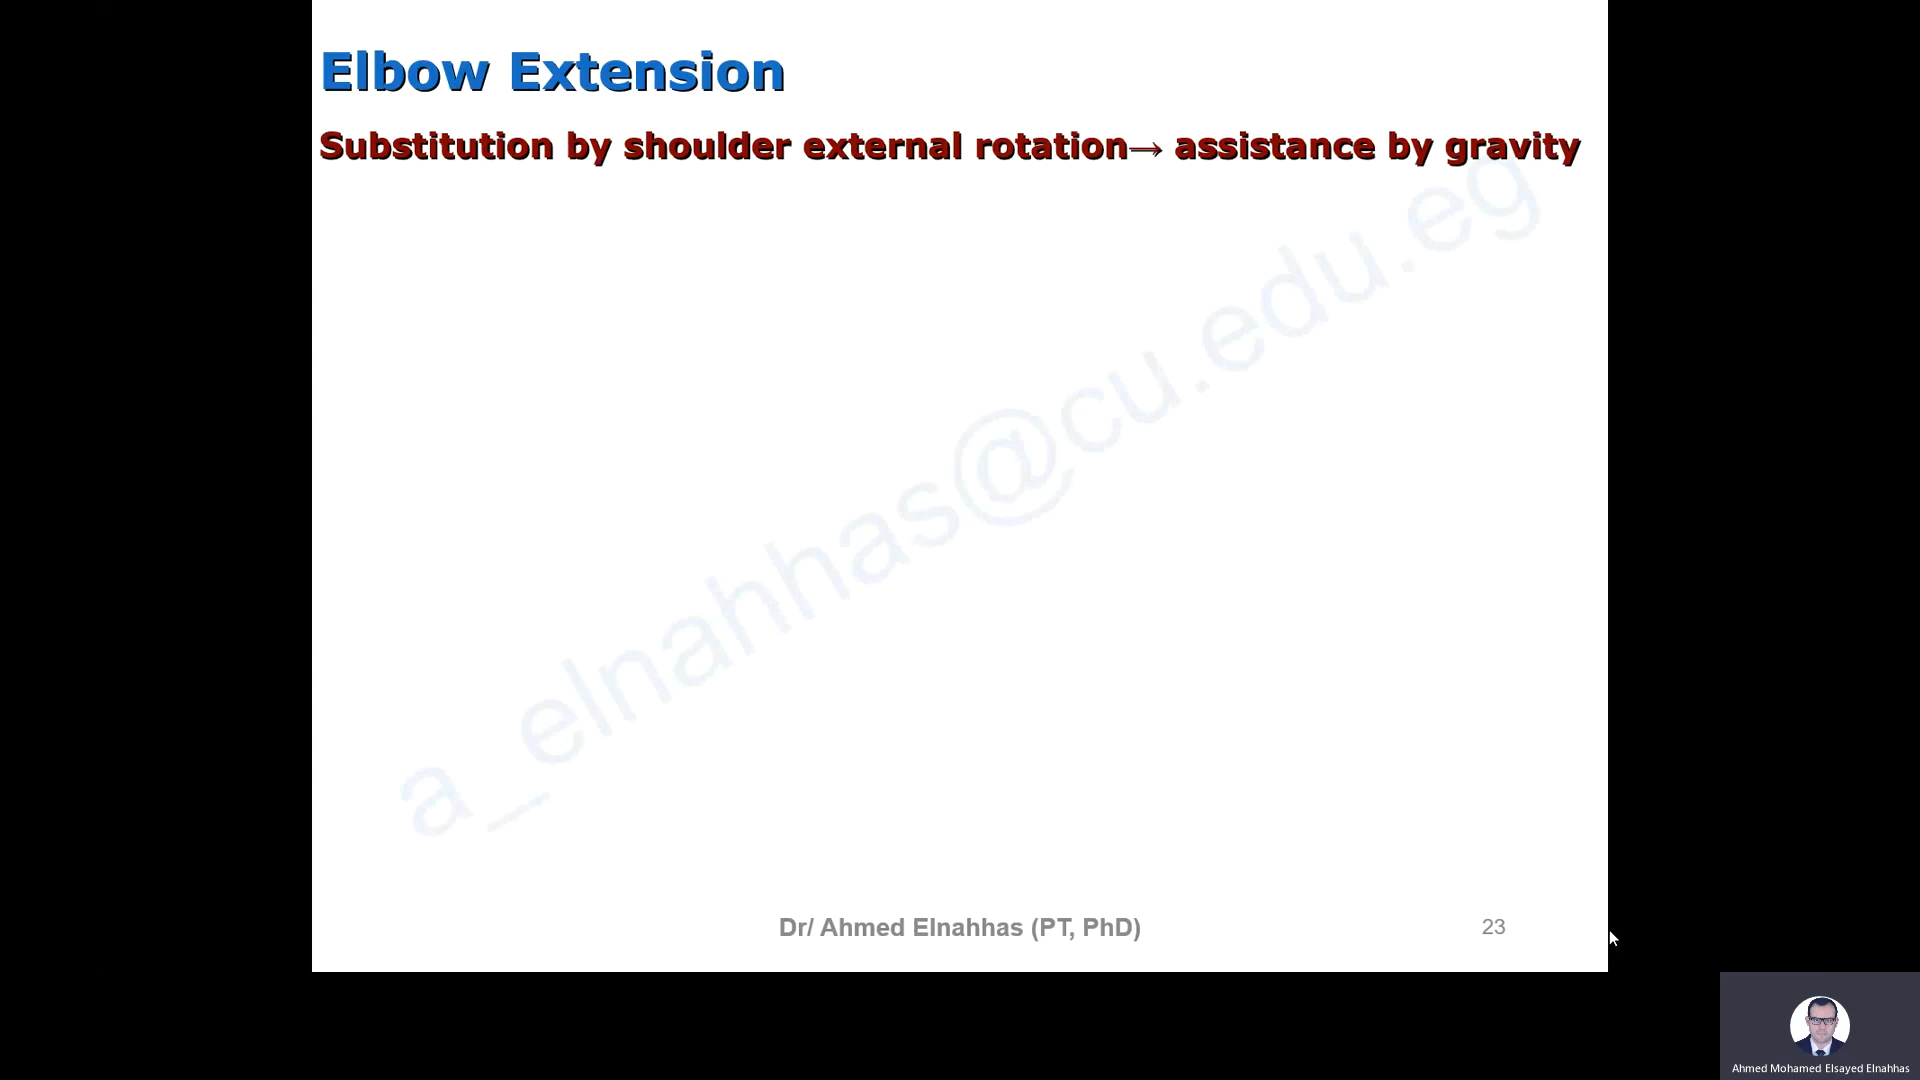 Elbow Extension
Substitution by shoulder external rotation→ assistance by gravity
a_elnahhas@cu.edu.eg
Dr/ Ahmed Elnahhas (PT, PhD)
23
Ahmed Mohamed Elsayed Elnahhas